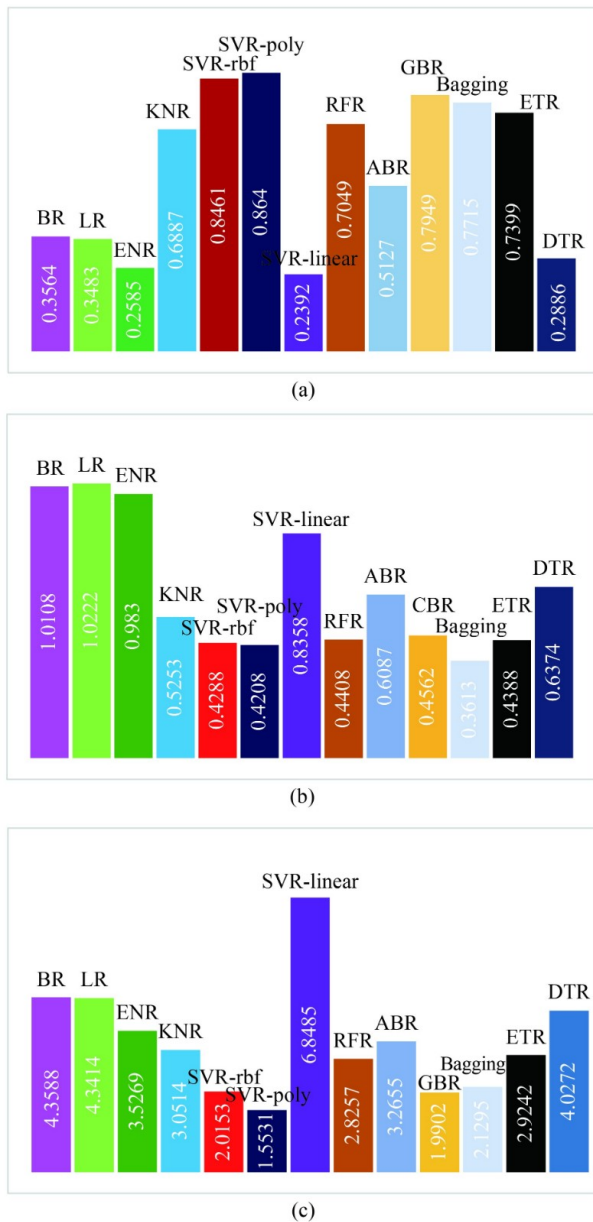 BR
LR
ENR
KNR
SVR-rbf
SVR-poly
SVR-linear
RFR
ABR
GBR
Bagging
ETR
DTR
0.3564
0.3483
0.2585
0.6887
0.8461
0.864
0.2392
0.7049
0.5127
0.7949
0.7715
0.7399
0.2886
(a)
BR
LR
ENR
KNR
SVR-rbf
SVR-poly
SVR-linear
RFR
ABR
CBR
Bagging
ETR
DTR
1.0108
1.0222
0.983
0.5253
0.4288
0.4208
0.8358
0.4408
0.6087
0.4562
0.3613
0.4388
0.6374
(b)
BR
LR
ENR
KNR
SVR-rbf
SVR-poly
SVR-linear
RFR
ABR
GBR
Bagging
ETR
DTR
4.3588
4.3414
3.5269
3.0514
2.0153
1.5531
6.8485
2.8257
3.2655
1.9902
2.1295
2.9242
4.0272
(c)